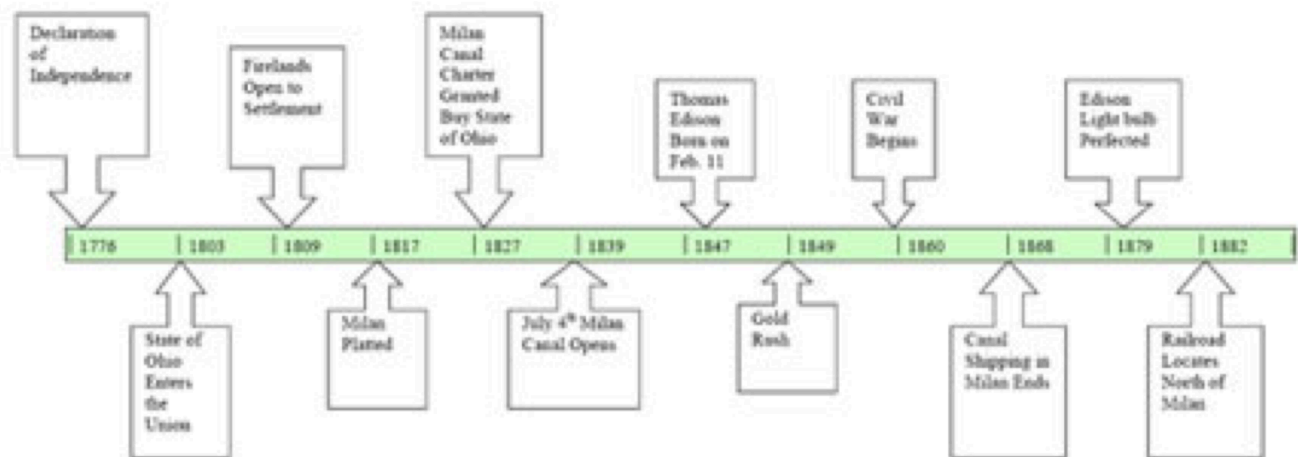 Declaration
of
Independence
Firelands
Open to
Settlement
Milan
Canal
Charter
Granted
Buy State
of Ohio
Thomas
Edison
Born on
Feb. 11
Civil
War
Begins
Edison
Light bulb
Perfected
1776 1803 1809 1817 1827 1839 1847 1849 1860 1868 1879 1882
State of
Ohio
Enters
the
Union
Milan
Platted
July 4th Milan
Canal Opens
Gold
Rush
Canal
Shipping in
Milan Ends
Railroad
Locates
North of
Milan